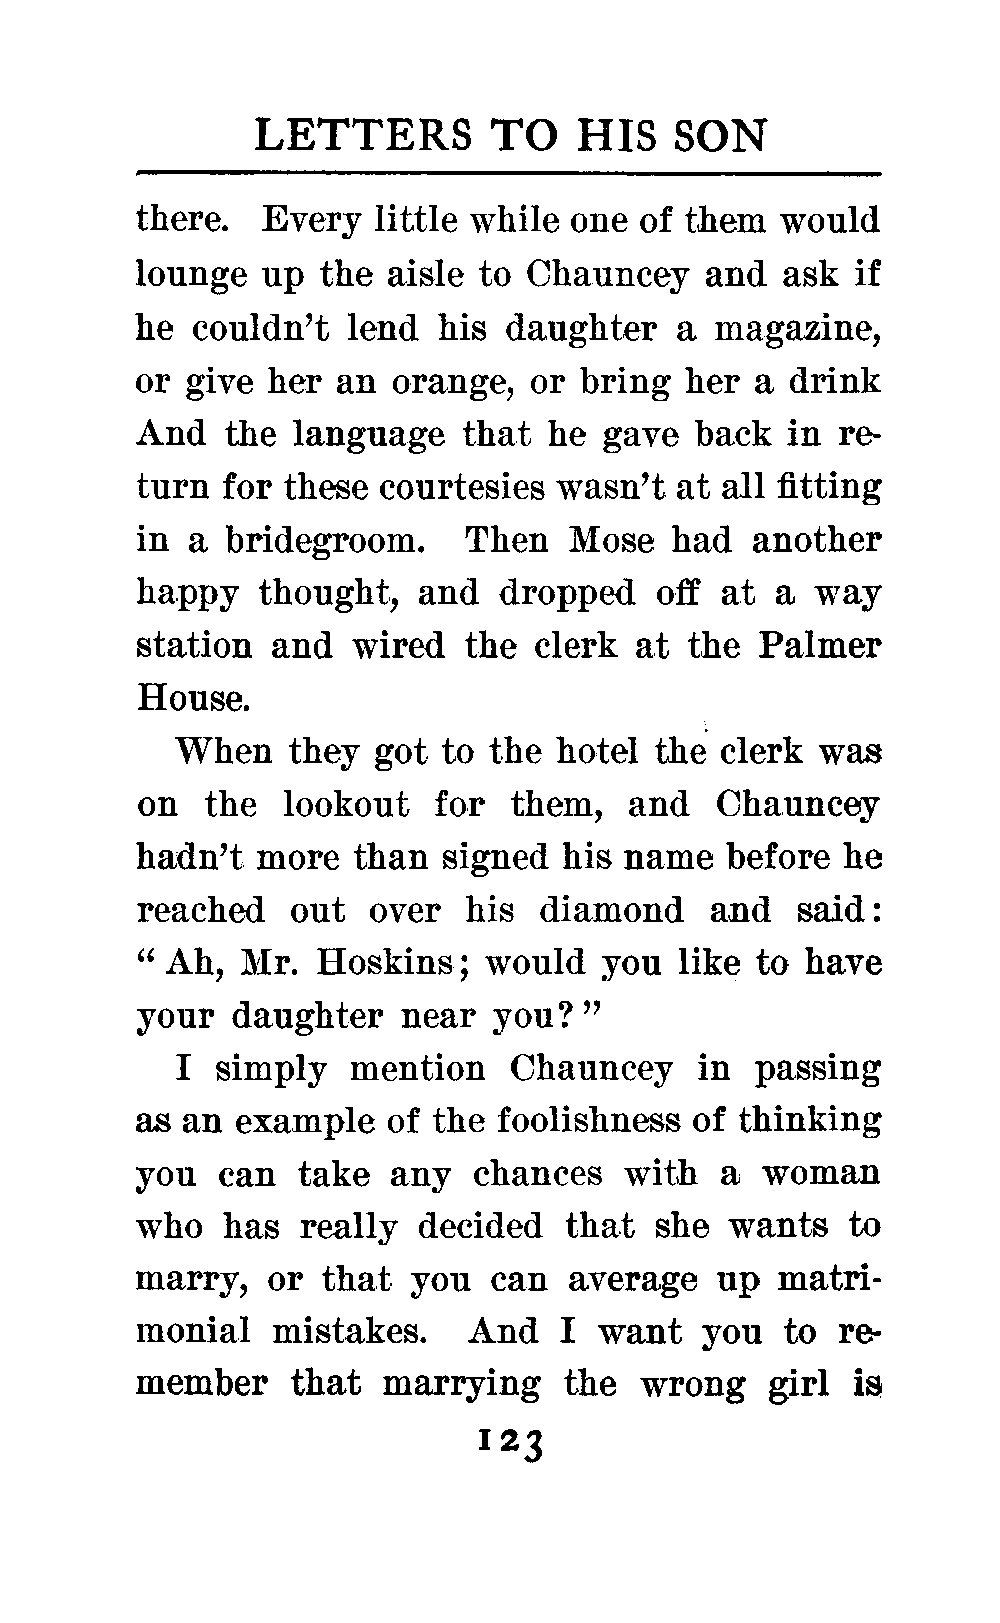 LETTERS TO HIS SON
there. Every little while one of them would
lounge up the aisle to Chauncey and ask if
he couldn't lend his daughter a magazine,
or give her an orange, or bring her a drink
And the language that he gave back in re-
turn for these courtesies wasn't at all fitting
in a bridegroom. Then Mose had another
happy thought, and dropped off at a way
station and wired the clerk at the Palmer
House.
When they got to the hotel the clerk was
on the lookout for them, and Chauncey
hadn't more than signed his name before he
reached out over his diamond and said:
“Ah, Mr. Hoskins; would you like to have
your daughter near you?”
I simply mention Chauncey in passing
as an example of the foolishness of thinking
you can take any chances with a woman
who has really decided that she wants to
marry, or that you can average up matri-
monial mistakes. And I want you to re-
member that marrying the wrong girl is
123